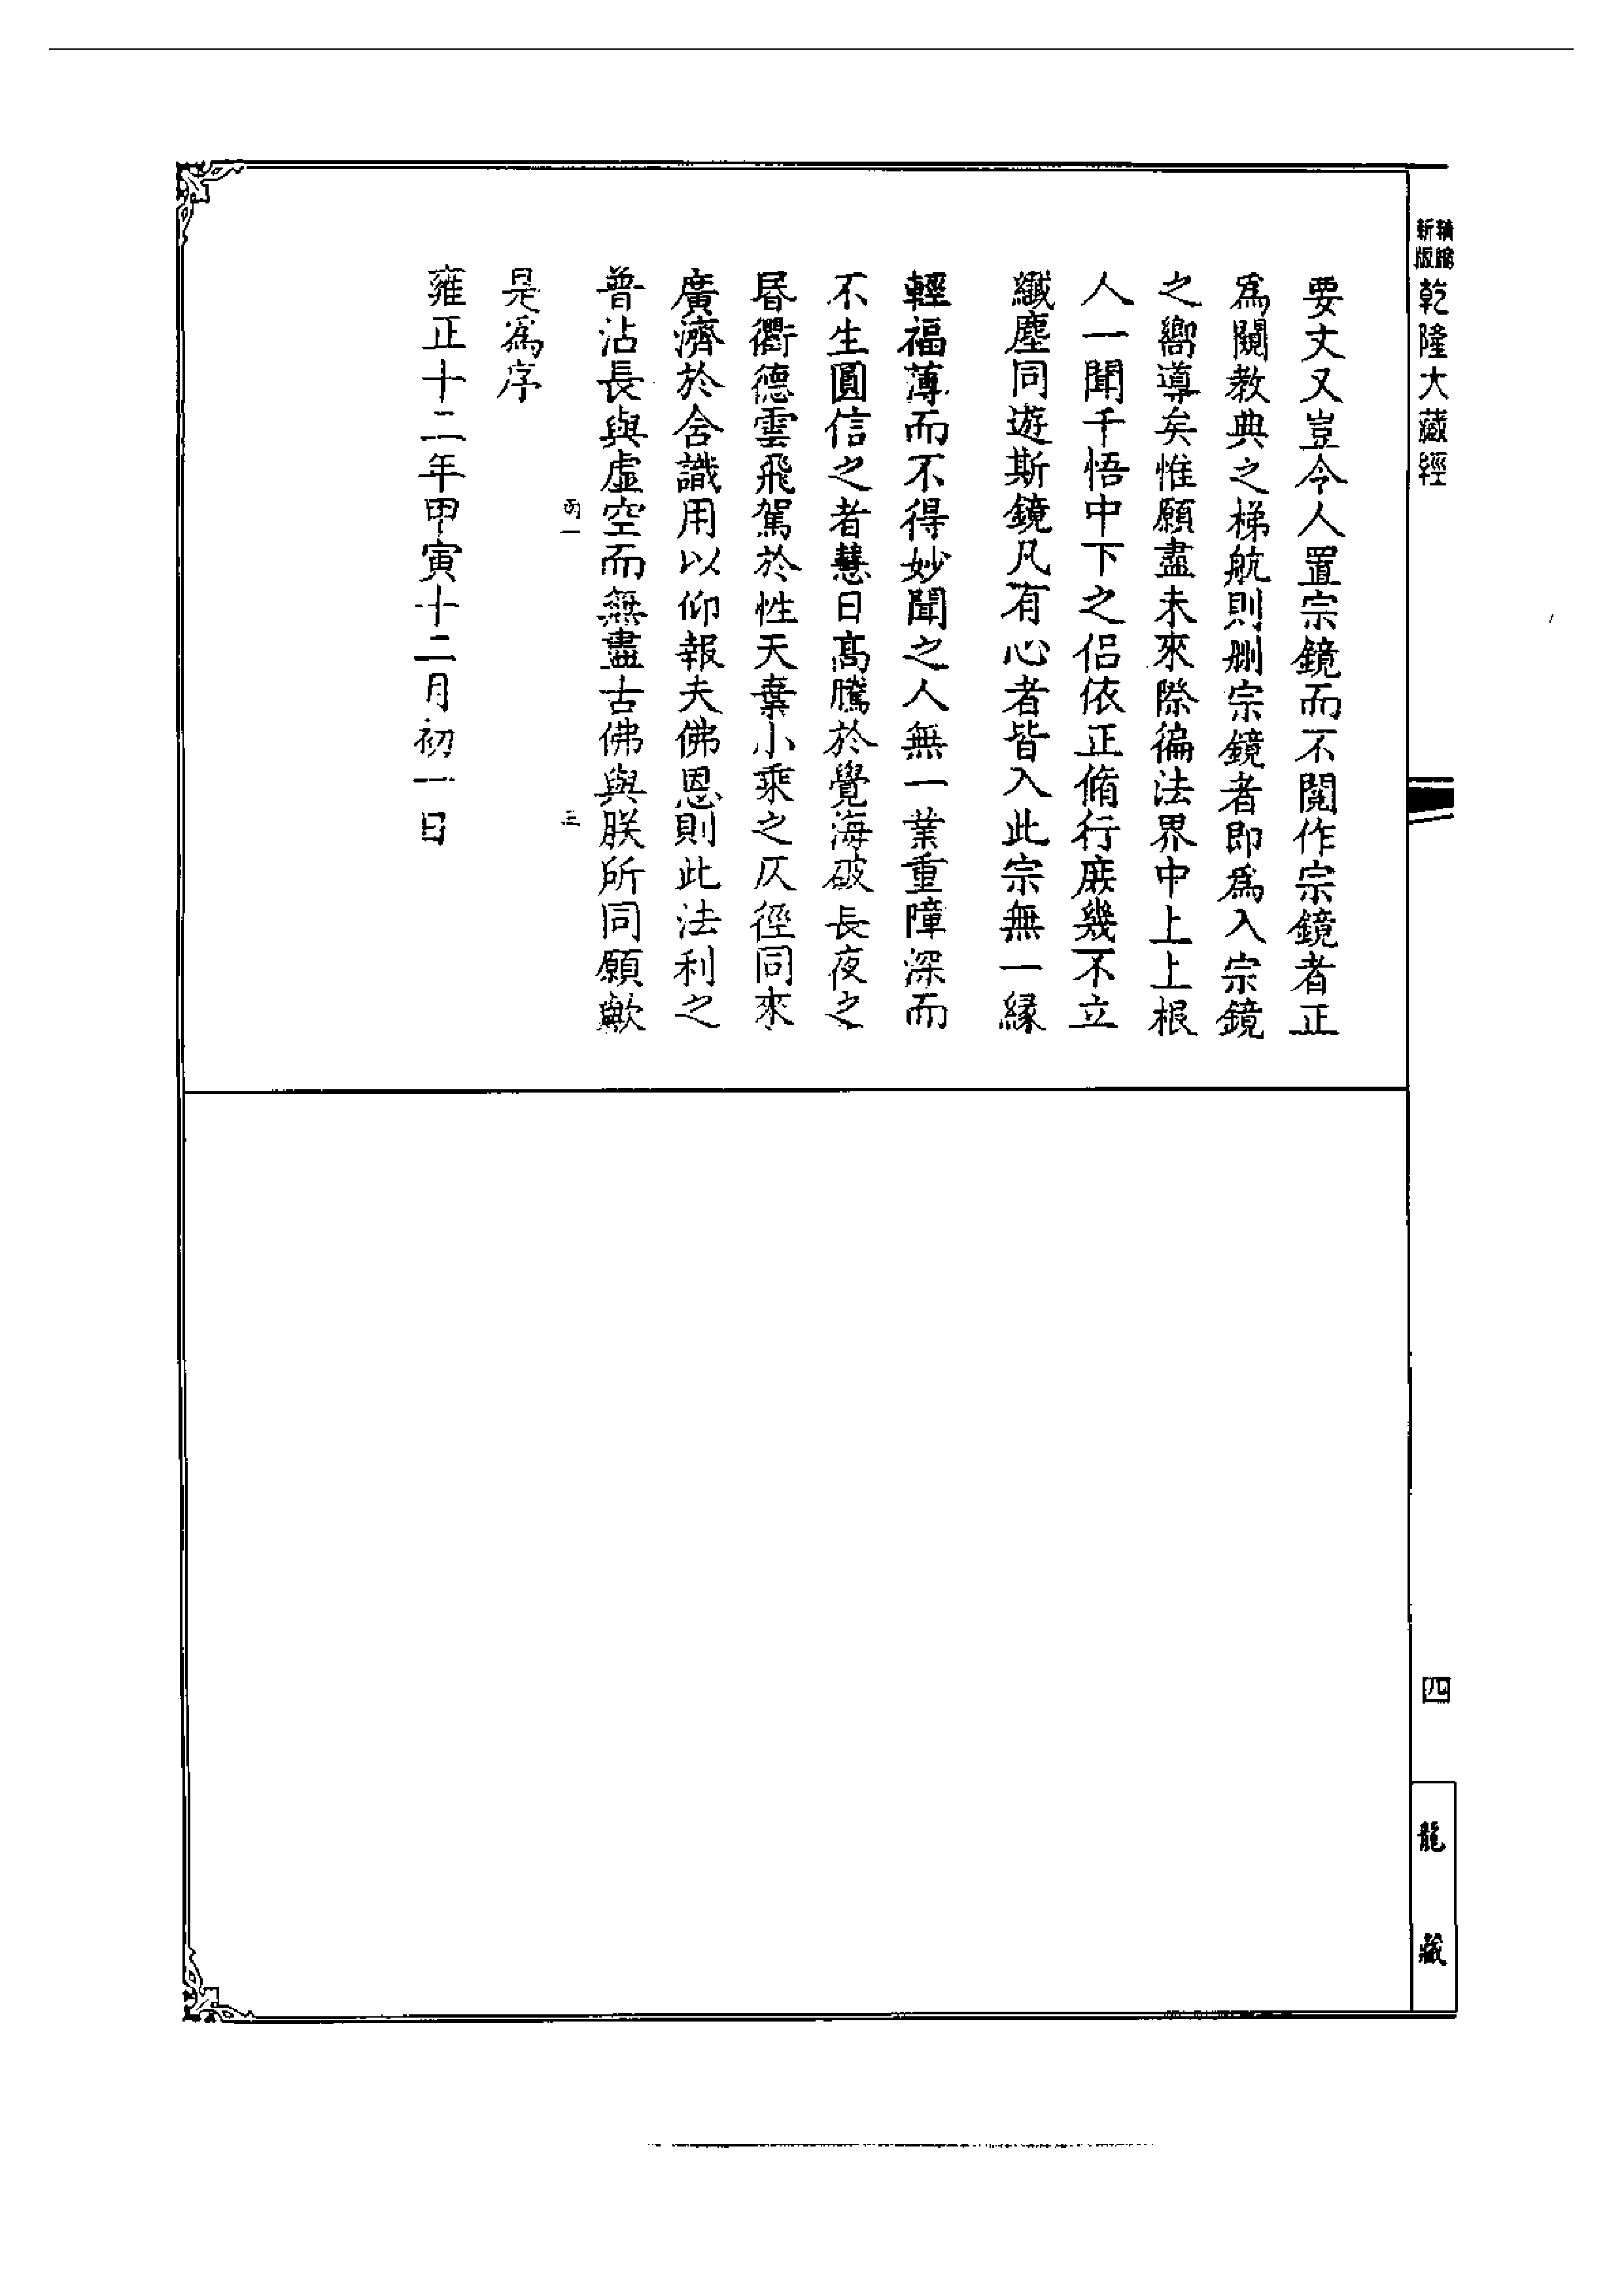 新版精縮乾隆大藏經
四
龍藏
要文又豈令人置宗鏡而不閱作宗鏡者正
爲閱教典之梯航則刪宗鏡者即爲入宗鏡
之嚮導矣惟願盡未來際徧法界中上上根
人一聞千悟中下之侶依正脩行庶幾不立
纖塵同遊斯鏡凡有心者皆入此宗無一緣
輕福薄而不得妙聞之人無一業重障深而
不生圓信之者慧日高騰於覺海破長夜之
昏衢德雲飛駕於性天棄小乘之仄徑同來
廣濟於含識用以仰報夫佛恩則此法利之
普沾長與虛空而無盡古佛與朕所同願歟
丙一
三
是為序
雍正十二年甲寅十二月初一日